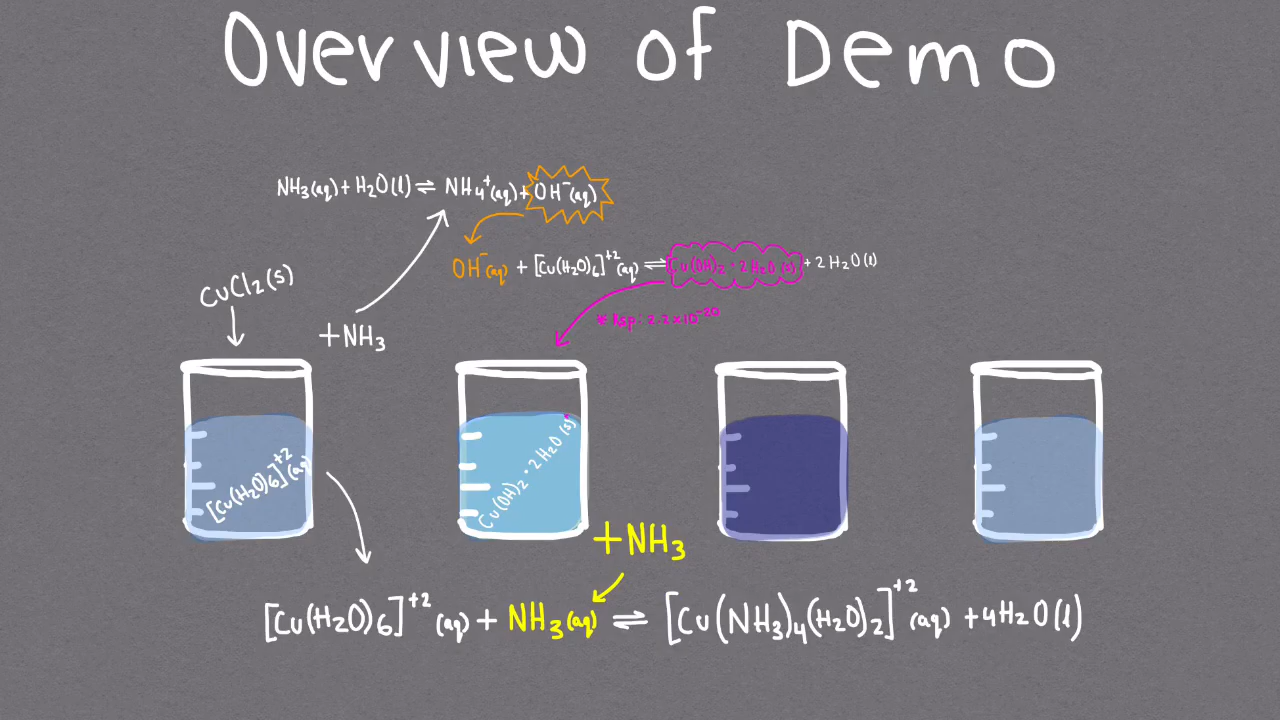 Overview of Demo
NH3(aq) + H2O(l) ⇌ NH4+(aq) + OH-(aq)
OH-(aq) + [Cu(H2O)6]+2(aq) ⇌ Cu(OH)2 • 2H2O(s) + 2H2O(l)
CuCl2(s)
* Ksp: 2.2x10-20
+NH3
[Cu(H2O)6]+2(aq)
Cu(OH)2 • 2H2O(s)
+NH3
[Cu(H2O)6]+2(aq) + NH3(aq) ⇌ [Cu(NH3)4(H2O)2]+2(aq) + 4H2O(l)